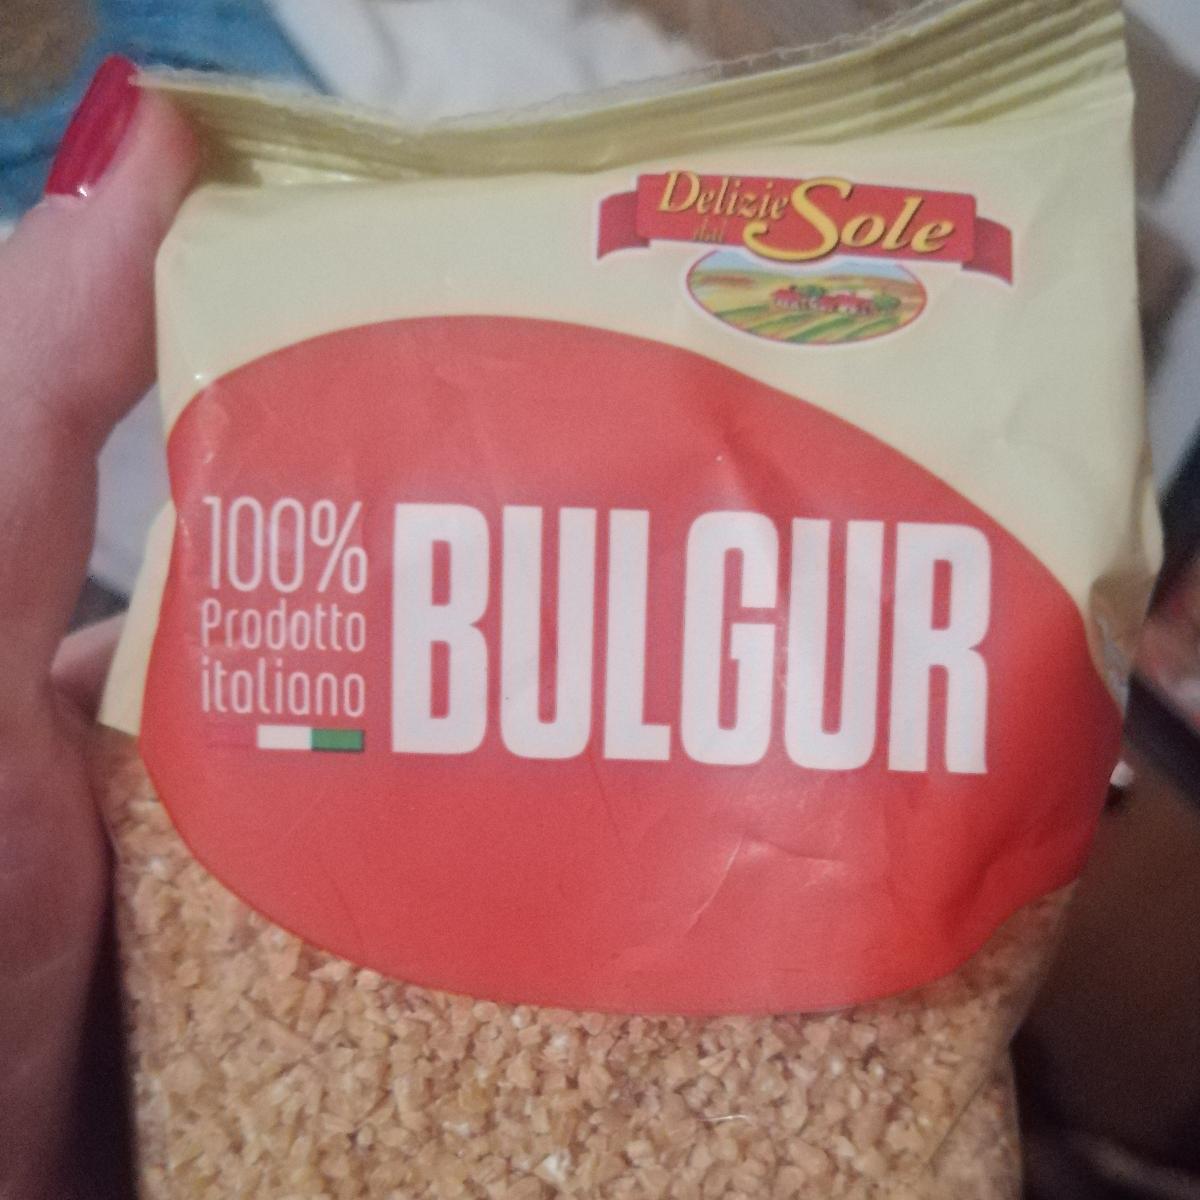 Delizie
dal Sole
100%
Prodotto
italiano
BULGUR